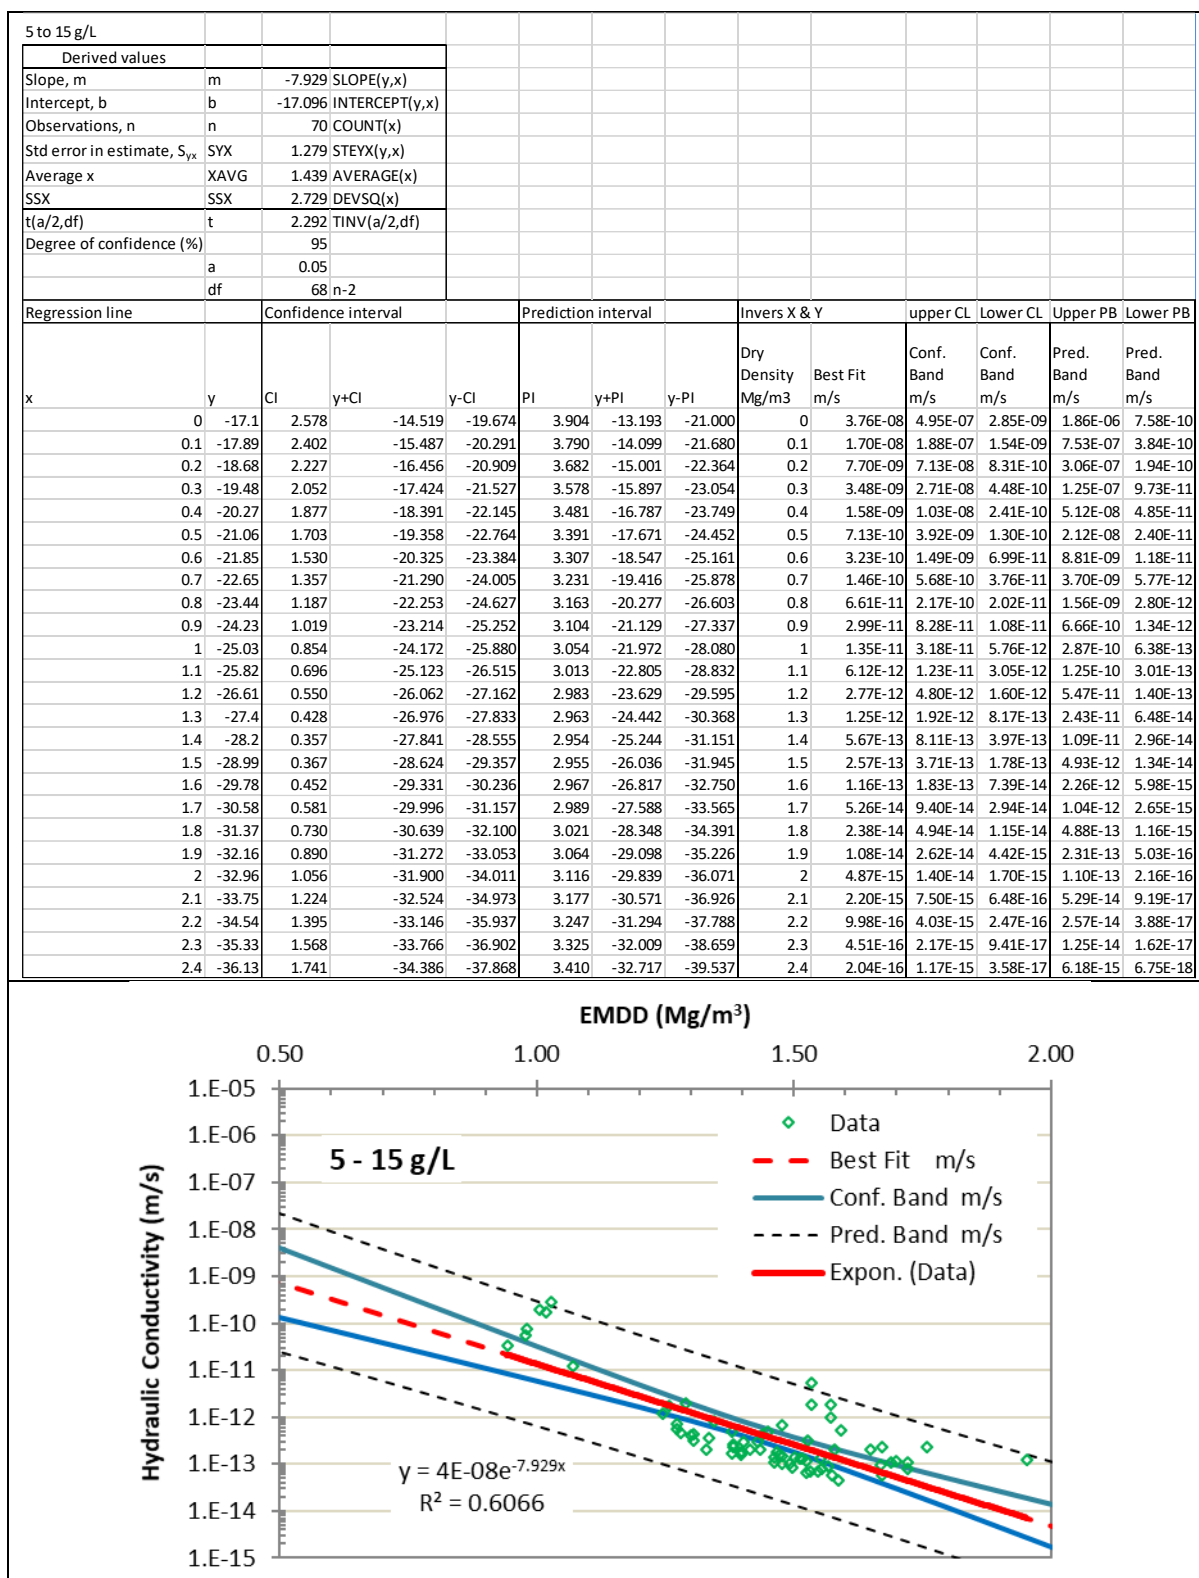 5 to 15 g/L
Derived values
Slope, m m -7.929 SLOPE(y,x)
Intercept, b b -17.096 INTERCEPT(y,x)
Observations, n n 70 COUNT(x)
Std error in estimate, Syx SYX 1.279 STEYX(y,x)
Average x XAVG 1.439 AVERAGE(x)
SSX SSX 2.729 DEVSQ(x)
t(a/2,df) t 2.292 TINV(a/2,df)
Degree of confidence (%) 95
a 0.05
df 68 n-2
Regression line Confidence interval Prediction interval Invers X & Y upper CL Lower CL Upper PB Lower PB
x y CI y+CI y-CI PI y+PI y-PI Dry Density Mg/m3 Best Fit m/s Conf. Band m/s Conf. Band m/s Pred. Band m/s Pred. Band m/s
0 -17.1 2.578 -14.519 -19.674 3.904 -13.193 -21.000 0 3.76E-08 4.95E-07 2.85E-09 1.86E-06 7.58E-10
0.1 -17.89 2.402 -15.487 -20.291 3.790 -14.099 -21.680 0.1 1.70E-08 1.88E-07 1.54E-09 7.53E-07 3.84E-10
0.2 -18.68 2.227 -16.456 -20.909 3.682 -15.001 -22.364 0.2 7.70E-09 7.13E-08 8.31E-10 3.06E-07 1.94E-10
0.3 -19.48 2.052 -17.424 -21.527 3.578 -15.897 -23.054 0.3 3.48E-09 2.71E-08 4.48E-10 1.25E-07 9.73E-11
0.4 -20.27 1.877 -18.391 -22.145 3.481 -16.787 -23.749 0.4 1.58E-09 1.03E-08 2.41E-10 5.12E-08 4.85E-11
0.5 -21.06 1.703 -19.358 -22.764 3.391 -17.671 -24.452 0.5 7.13E-10 3.92E-09 1.30E-10 2.12E-08 2.40E-11
0.6 -21.85 1.530 -20.325 -23.384 3.307 -18.547 -25.161 0.6 3.23E-10 1.49E-09 6.99E-11 8.81E-09 1.18E-11
0.7 -22.65 1.357 -21.290 -24.005 3.231 -19.416 -25.878 0.7 1.46E-10 5.68E-10 3.76E-11 3.70E-09 5.77E-12
0.8 -23.44 1.187 -22.253 -24.627 3.163 -20.277 -26.603 0.8 6.61E-11 2.17E-10 2.02E-11 1.56E-09 2.80E-12
0.9 -24.23 1.019 -23.214 -25.252 3.104 -21.129 -27.337 0.9 2.99E-11 8.28E-11 1.08E-11 6.66E-10 1.34E-12
1 -25.03 0.854 -24.172 -25.880 3.054 -21.972 -28.080 1 1.35E-11 3.18E-11 5.76E-12 2.87E-10 6.38E-13
1.1 -25.82 0.696 -25.123 -26.515 3.013 -22.805 -28.832 1.1 6.12E-12 1.23E-11 3.05E-12 1.25E-10 3.01E-13
1.2 -26.61 0.550 -26.062 -27.162 2.983 -23.629 -29.595 1.2 2.77E-12 4.80E-12 1.60E-12 5.47E-11 1.40E-13
1.3 -27.4 0.428 -26.976 -27.833 2.963 -24.442 -30.368 1.3 1.25E-12 1.92E-12 8.17E-13 2.43E-11 6.48E-14
1.4 -28.2 0.357 -27.841 -28.555 2.954 -25.244 -31.151 1.4 5.67E-13 8.11E-13 3.97E-13 1.09E-11 2.96E-14
1.5 -28.99 0.367 -28.624 -29.357 2.955 -26.036 -31.945 1.5 2.57E-13 3.71E-13 1.78E-13 4.93E-12 1.34E-14
1.6 -29.78 0.452 -29.331 -30.236 2.967 -26.817 -32.750 1.6 1.16E-13 1.83E-13 7.39E-14 2.26E-12 5.98E-15
1.7 -30.58 0.581 -29.996 -31.157 2.989 -27.588 -33.565 1.7 5.26E-14 9.40E-14 2.94E-14 1.04E-12 2.65E-15
1.8 -31.37 0.730 -30.639 -32.100 3.021 -28.348 -34.391 1.8 2.38E-14 4.94E-14 1.15E-14 4.88E-13 1.16E-15
1.9 -32.16 0.890 -31.272 -33.053 3.064 -29.098 -35.226 1.9 1.08E-14 2.62E-14 4.42E-15 2.31E-13 5.03E-16
2 -32.96 1.056 -31.900 -34.011 3.116 -29.839 -36.071 2 4.87E-15 1.40E-14 1.70E-15 1.10E-13 2.16E-16
2.1 -33.75 1.224 -32.524 -34.973 3.177 -30.571 -36.926 2.1 2.20E-15 7.50E-15 6.48E-16 5.29E-14 9.19E-17
2.2 -34.54 1.395 -33.146 -35.937 3.247 -31.294 -37.788 2.2 9.98E-16 4.03E-15 2.47E-16 2.57E-14 3.88E-17
2.3 -35.33 1.568 -33.766 -36.902 3.325 -32.009 -38.659 2.3 4.51E-16 2.17E-15 9.41E-17 1.25E-14 1.62E-17
2.4 -36.13 1.741 -34.386 -37.868 3.410 -32.717 -39.537 2.4 2.04E-16 1.17E-15 3.58E-17 6.18E-15 6.75E-18
EMDD (Mg/m³)
0.50 1.00 1.50 2.00
Hydraulic Conductivity (m/s)
1.E-05
1.E-06
1.E-07
1.E-08
1.E-09
1.E-10
1.E-11
1.E-12
1.E-13
1.E-14
1.E-15
5 - 15 g/L
Data
Best Fit m/s
Conf. Band m/s
Pred. Band m/s
Expon. (Data)
y = 4E-08e^-7.929x
R² = 0.6066